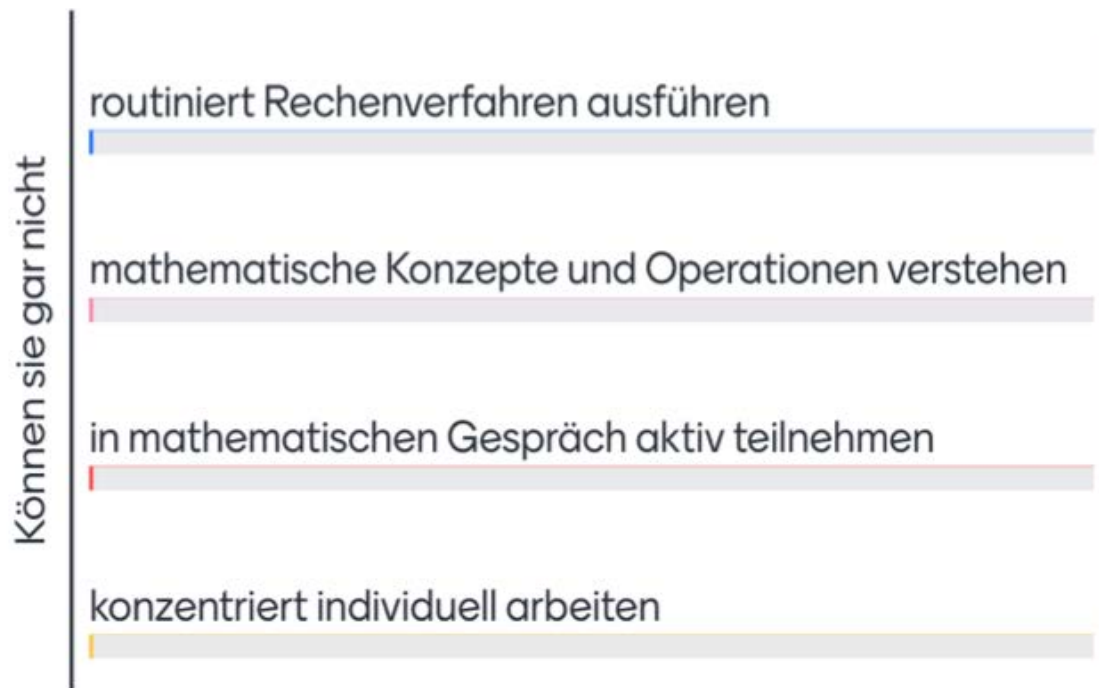 Können sie gar nicht
routiniert Rechenverfahren ausführen
mathematische Konzepte und Operationen verstehen
in mathematischen Gespräch aktiv teilnehmen
konzentriert individuell arbeiten